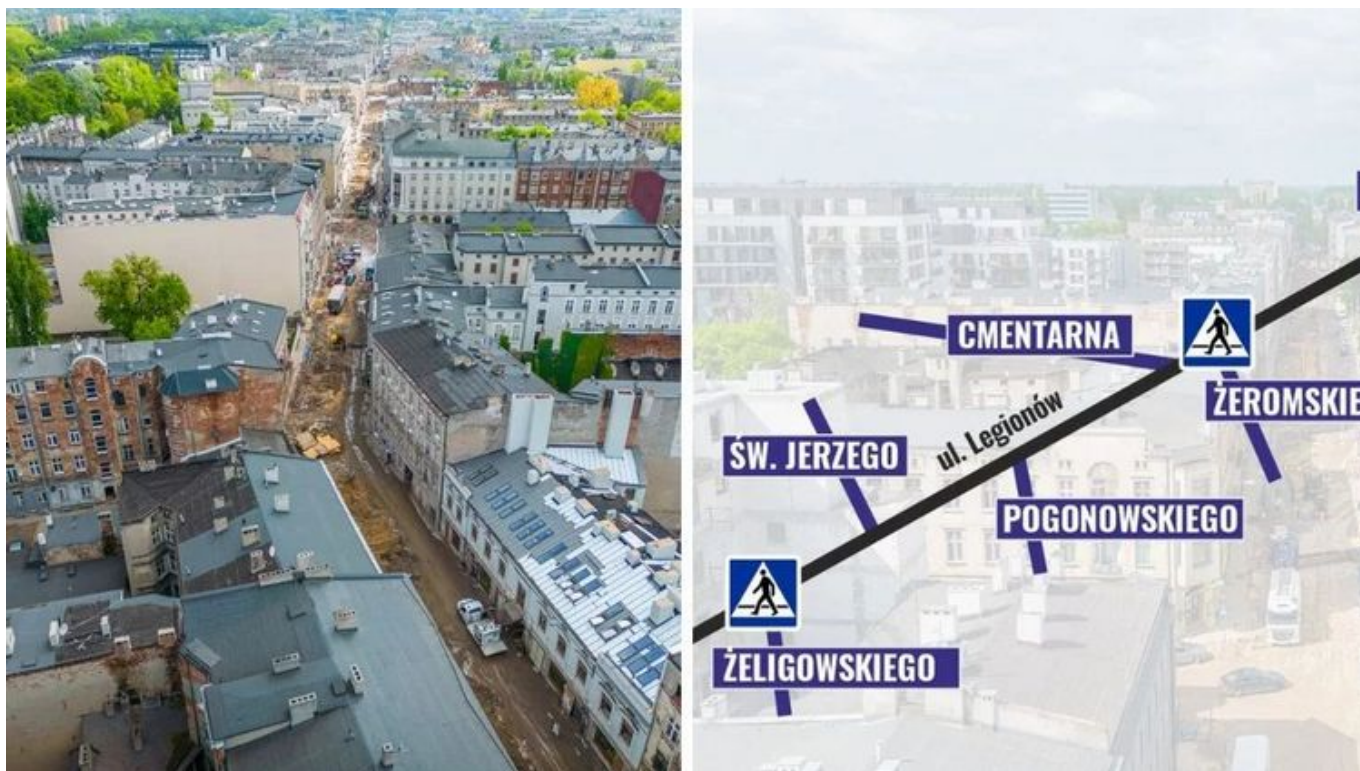 CMENTARNA
ŻEROMSKIE
ul. Legionów
ŚW. JERZEGO
POGONOWSKIEGO
ŻELIGOWSKIEGO